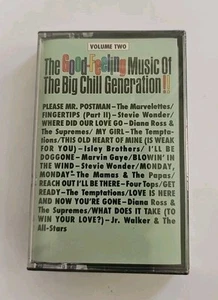 VOLUME TWO
The Good-Feeling Music Of
The Big Chill Generation!!
PLEASE MR. POSTMAN–The Marvelettes/
FINGERTIPS (Part II)–Stevie Wonder/
WHERE DID OUR LOVE GO–Diana Ross &
The Supremes/ MY GIRL–The Tempta-
tions/THIS OLD HEART OF MINE (IS WEAK
FOR YOU)–Isley Brothers/ I'LL BE
DOGGONE–Marvin Gaye/BLOWIN' IN
THE WIND–Stevie Wonder/MONDAY,
MONDAY–The Mamas & The Papas/
REACH OUT I'LL BE THERE–Four Tops/GET
READY–The Temptations/LOVE IS HERE
AND NOW YOU'RE GONE–Diana Ross &
The Supremes/WHAT DOES IT TAKE (TO
WIN YOUR LOVE?)–Jr. Walker & The
All-Stars